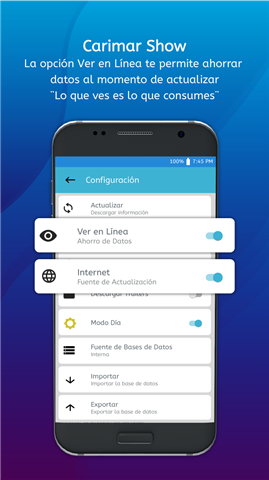 Carimar Show
La opción Ver en Línea te permite ahorrar
datos al momento de actualizar
¨Lo que ves es lo que consumes¨
100% 7:45 PM
Configuración
Actualizar
Descargar información
Ver en Línea
Ahorro de Datos
Internet
Fuente de Actualización
Descargar Trailers
Modo Día
Fuente de Bases de Datos
Interna
Importar
Importar la base de datos
Exportar
Exportar la base de datos